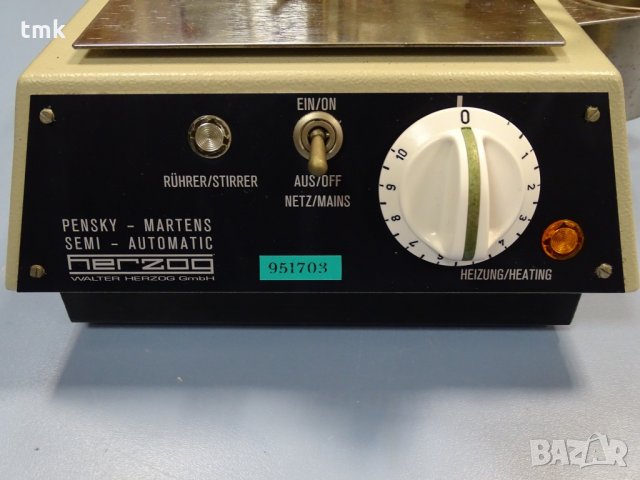 tmk
EIN/ON
RÜHRER/STIRRER
AUS/OFF
NETZ/MAINS
PENSKY - MARTENS
SEMI - AUTOMATIC
herzog
WALTER HERZOG GmbH
951703
0
10
9
8
7
6
5
4
3
2
1
HEIZUNG/HEATING
BAZAR